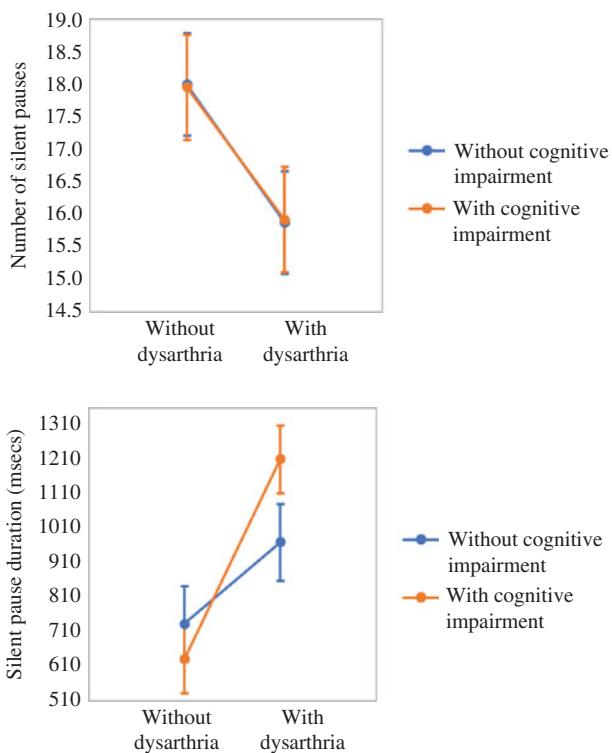 Number of silent pauses
19.0
18.5
18.0
17.5
17.0
16.5
16.0
15.5
15.0
14.5
Without
dysarthria
With
dysarthria
Without cognitive
impairment
With cognitive
impairment
Silent pause duration (msecs)
1310
1210
1110
1010
910
810
710
610
510
Without
dysarthria
With
dysarthria
Without cognitive
impairment
With cognitive
impairment